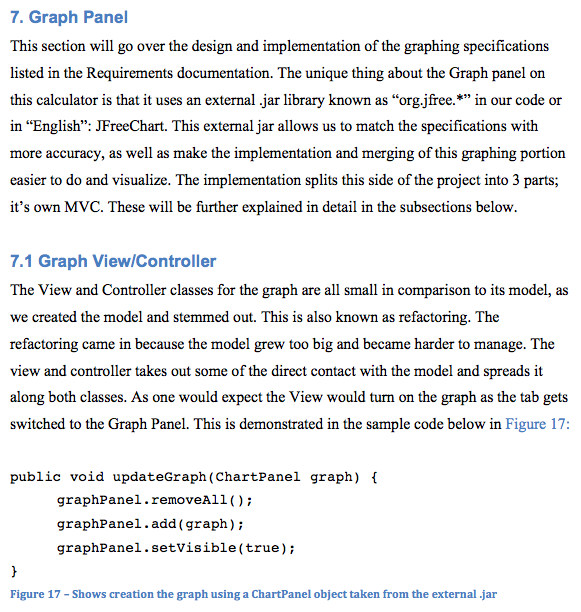 7. Graph Panel
This section will go over the design and implementation of the graphing specifications
listed in the Requirements documentation. The unique thing about the Graph panel on
this calculator is that it uses an external .jar library known as “org.jfree.*” in our code or
in “English”: JFreeChart. This external jar allows us to match the specifications with
more accuracy, as well as make the implementation and merging of this graphing portion
easier to do and visualize. The implementation splits this side of the project into 3 parts;
it’s own MVC. These will be further explained in detail in the subsections below.
7.1 Graph View/Controller
The View and Controller classes for the graph are all small in comparison to its model, as
we created the model and stemmed out. This is also known as refactoring. The
refactoring came in because the model grew too big and became harder to manage. The
view and controller takes out some of the direct contact with the model and spreads it
along both classes. As one would expect the View would turn on the graph as the tab gets
switched to the Graph Panel. This is demonstrated in the sample code below in Figure 17:
public void updateGraph(ChartPanel graph) {
graphPanel.removeAll();
graphPanel.add(graph);
graphPanel.setVisible(true);
}
Figure 17 – Shows creation the graph using a ChartPanel object taken from the external .jar